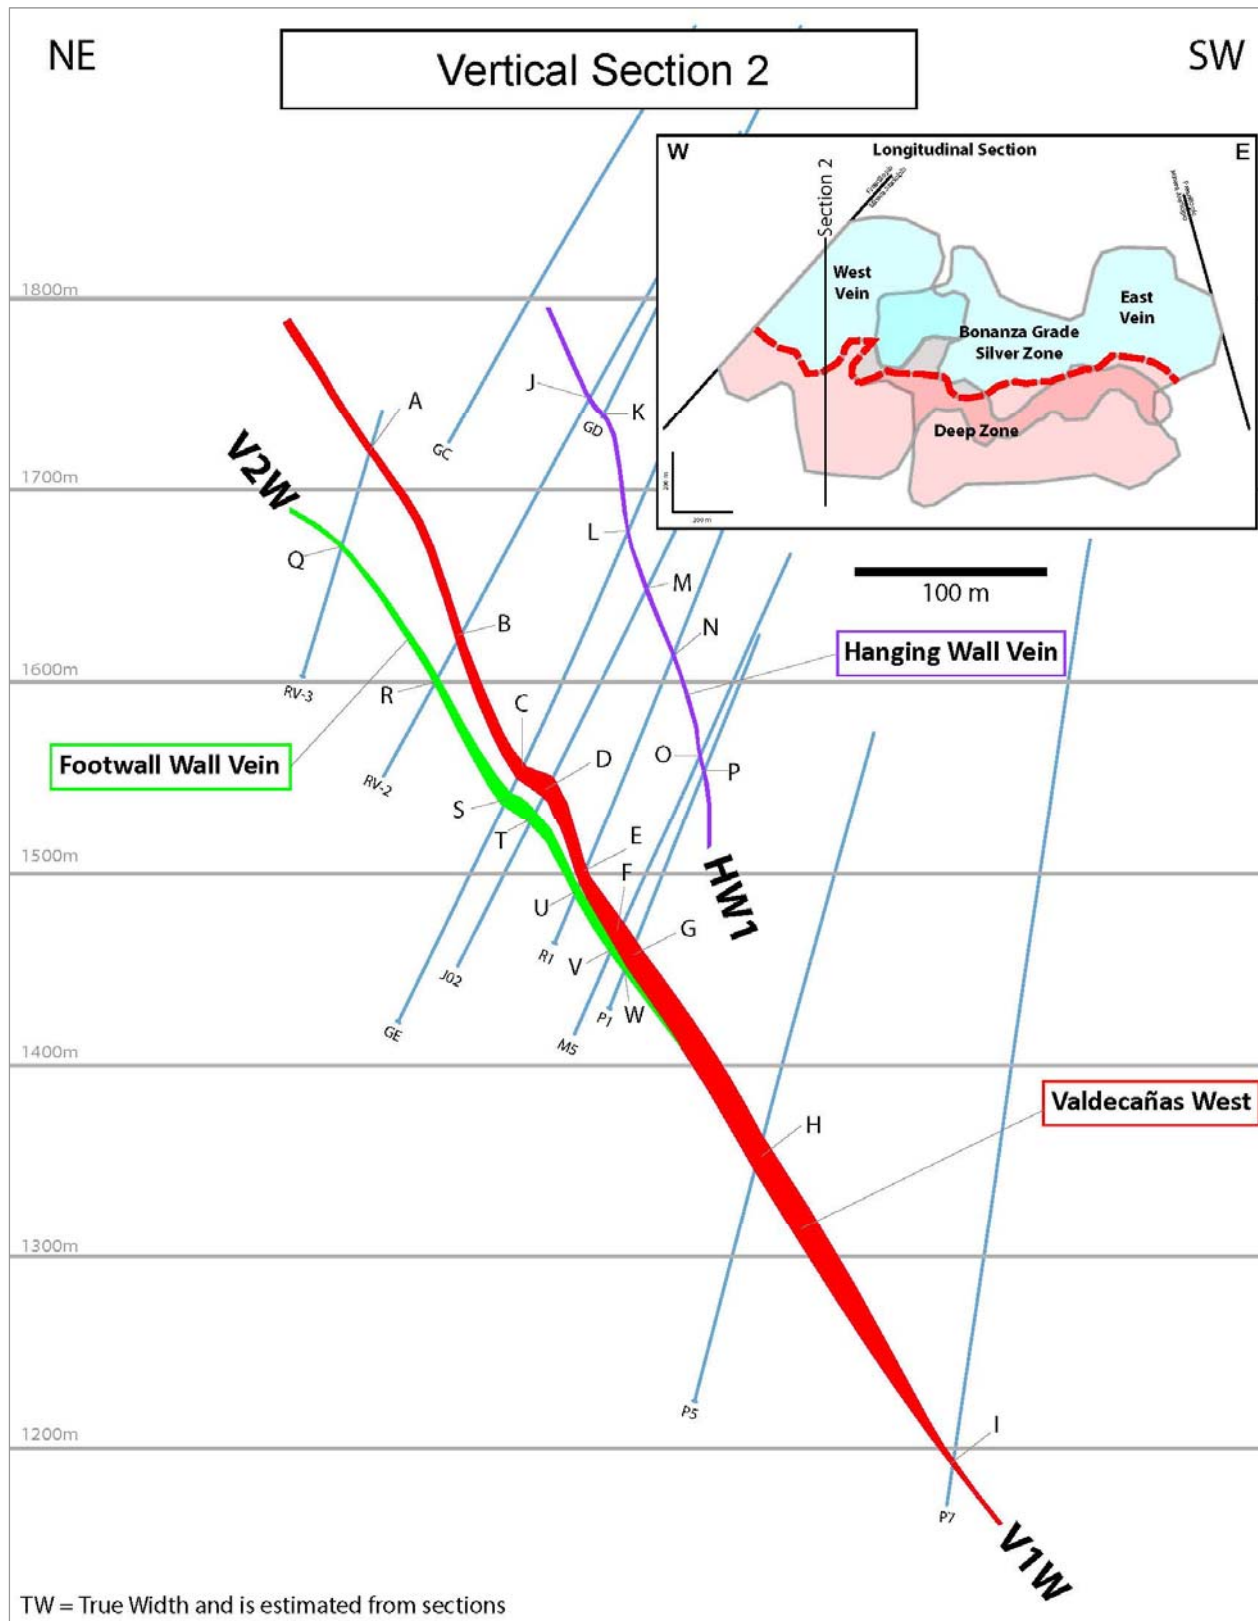 NE
Vertical Section 2
SW
W
Longitudinal Section
E
Section 2
West
Vein
East
Vein
Bonanza Grade
Silver Zone
Deep Zone
200 m
200 m
1800m
J
K
GD
A
GC
V2W
1700m
Q
L
M
100 m
B
N
Hanging Wall Vein
RV-3
R
1600m
C
Footwall Wall Vein
RV-2
D
O
P
S
T
E
1500m
F
HW1
U
G
R1
V
J02
W
P1
GE
M5
1400m
Valdecañas West
H
1300m
P5
1200m
I
P7
V1W
TW = True Width and is estimated from sections